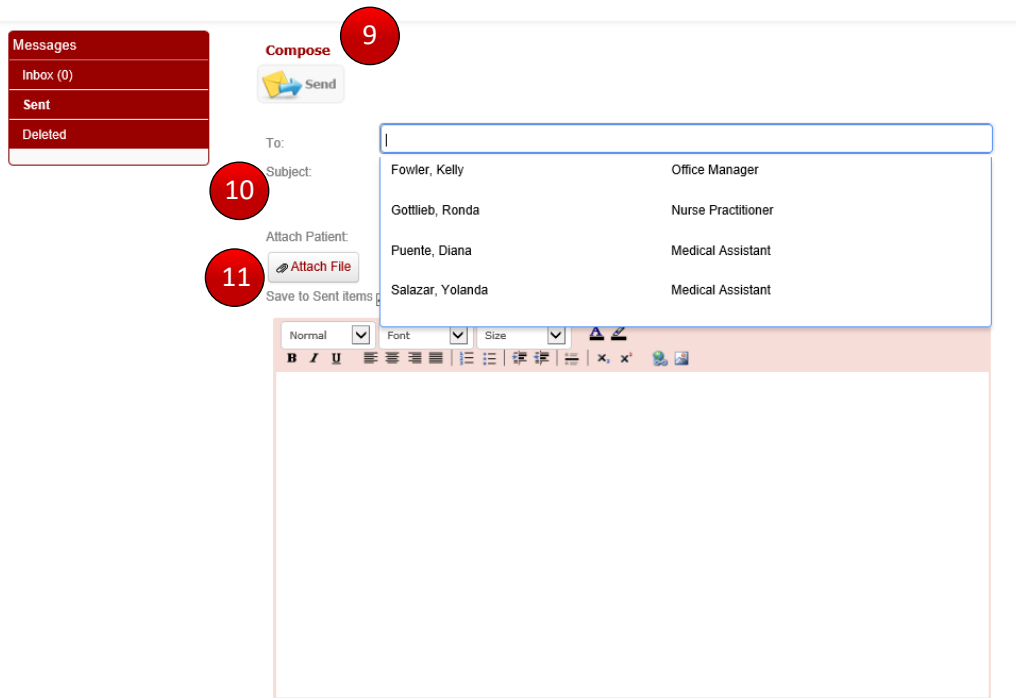 9
Messages
Compose
Inbox (0)
Send
Sent
Deleted
To:
10
Subject:
Fowler, Kelly Office Manager
Gottlieb, Ronda Nurse Practitioner
Attach Patient:
Puente, Diana Medical Assistant
11
Attach File
Save to Sent items
Salazar, Yolanda Medical Assistant
Normal Font Size A
B I U x₂ x²